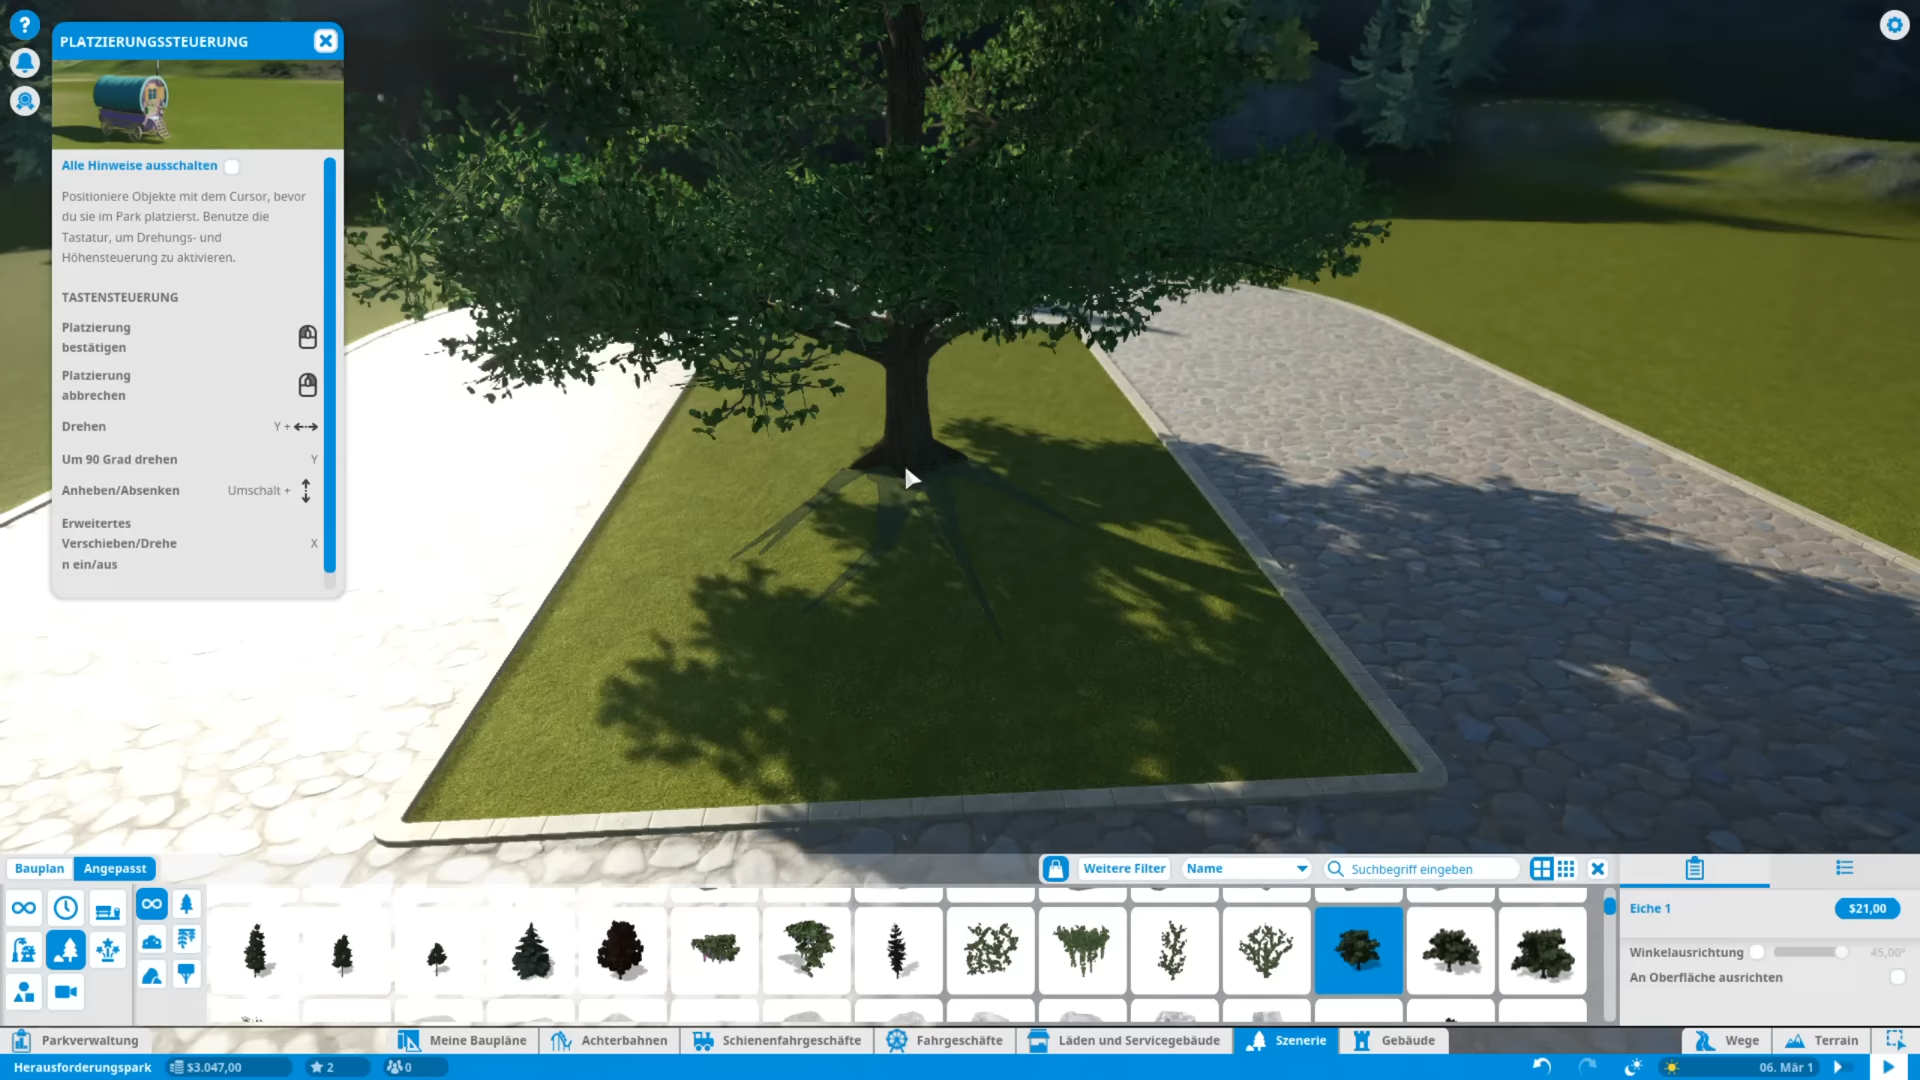 ?
PLATZIERUNGSSTEUERUNG
Alle Hinweise ausschalten
Positioniere Objekte mit dem Cursor, bevor
du sie im Park platzierst. Benutze die
Tastatur, um Drehungs- und
Höhensteuerung zu aktivieren.
TASTENSTEUERUNG
Platzierung
bestätigen
Platzierung
abbrechen
Drehen Y +
Um 90 Grad drehen Y
Anheben/Absenken Umschalt +
Erweitertes
Verschieben/Drehe X
n ein/aus
Bauplan Angepasst
Weitere Filter Name Suchbegriff eingeben
Eiche 1 $21,00
Winkelausrichtung 45,00°
An Oberfläche ausrichten
Parkverwaltung Meine Baupläne Achterbahnen Schienenfahrgeschäfte Fahrgeschäfte Läden und Servicegebäude Szenerie Gebäude Wege Terrain
Herausforderungspark $3.047,00 2 0 06. Mär 1